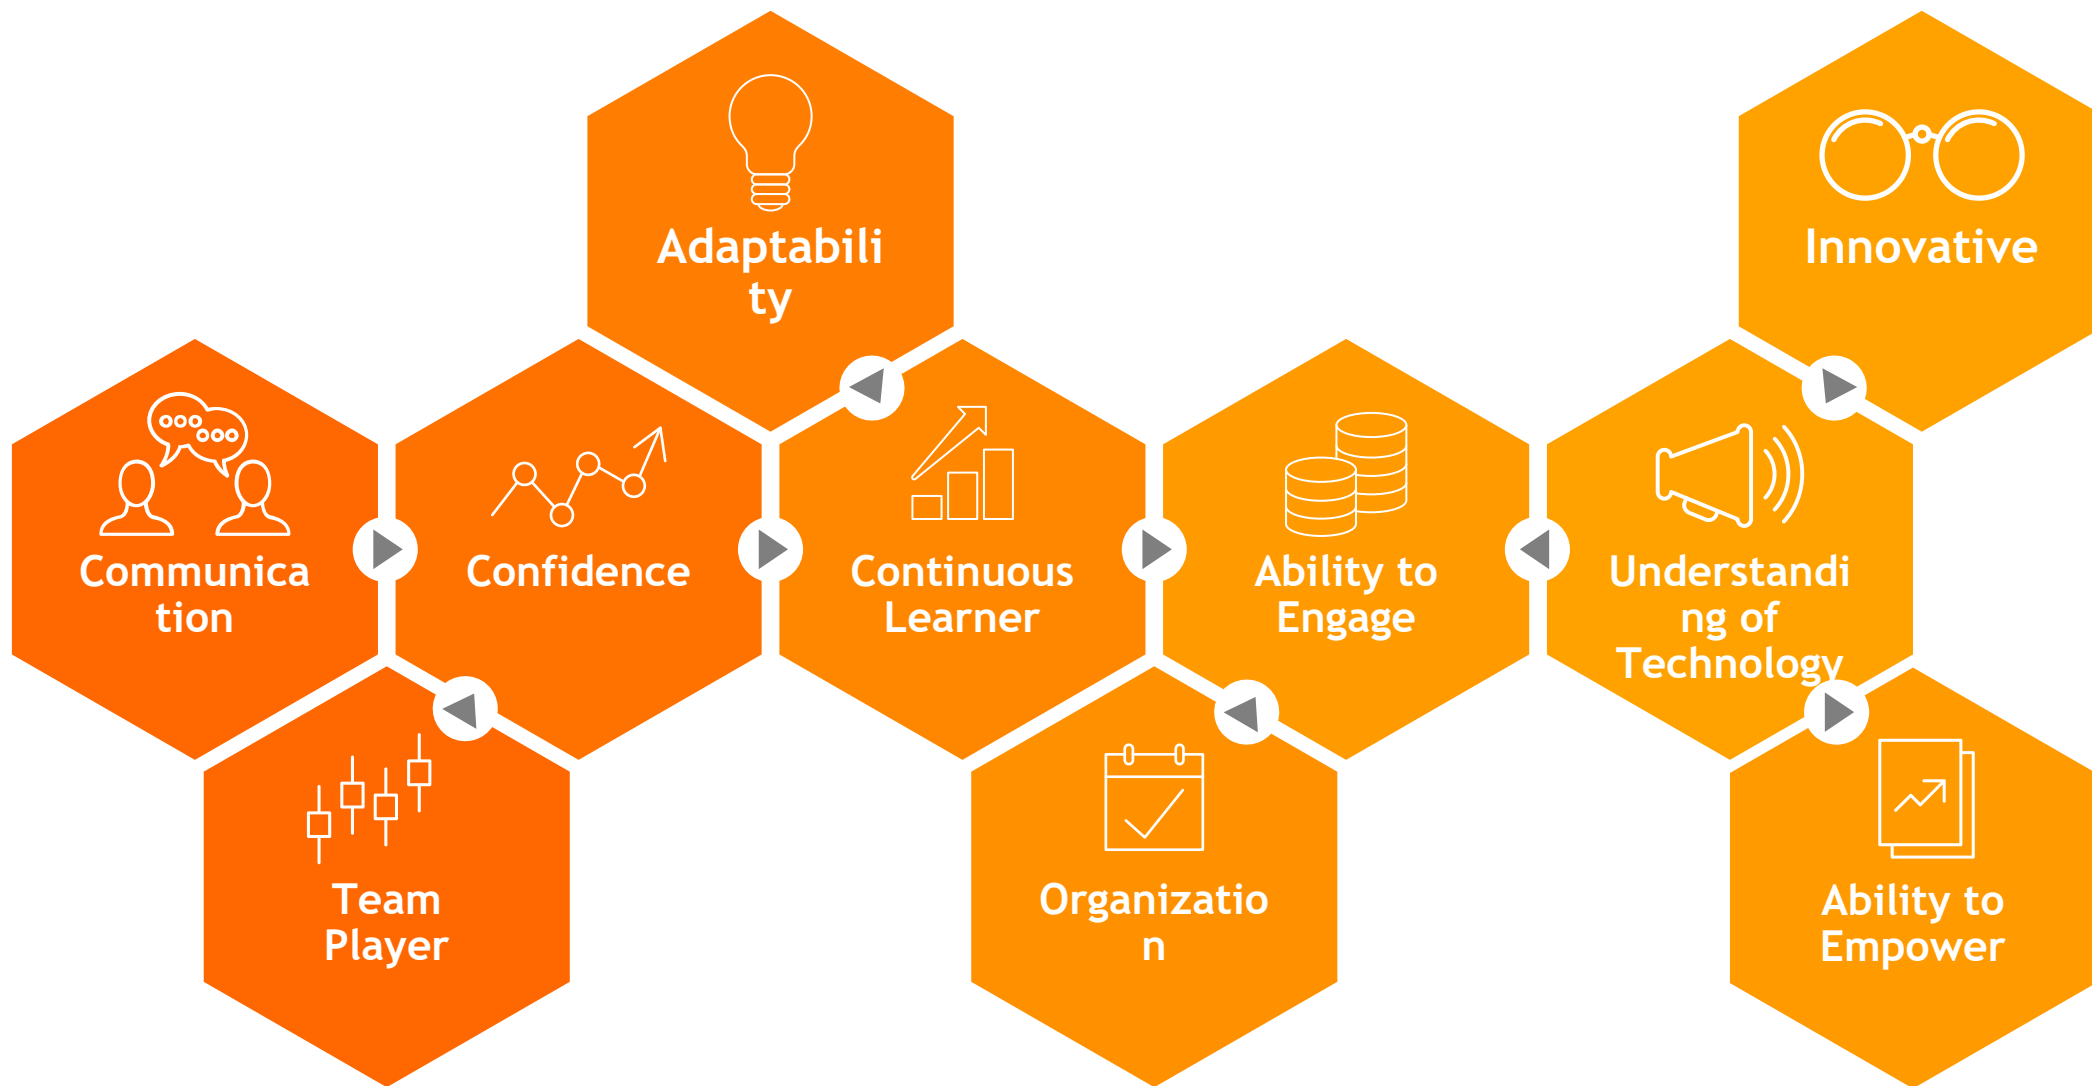 Adaptabili
ty
Innovative
Communica
tion
Confidence
Continuous
Learner
Ability to
Engage
Understandi
ng of
Technology
Team
Player
Organizatio
n
Ability to
Empower